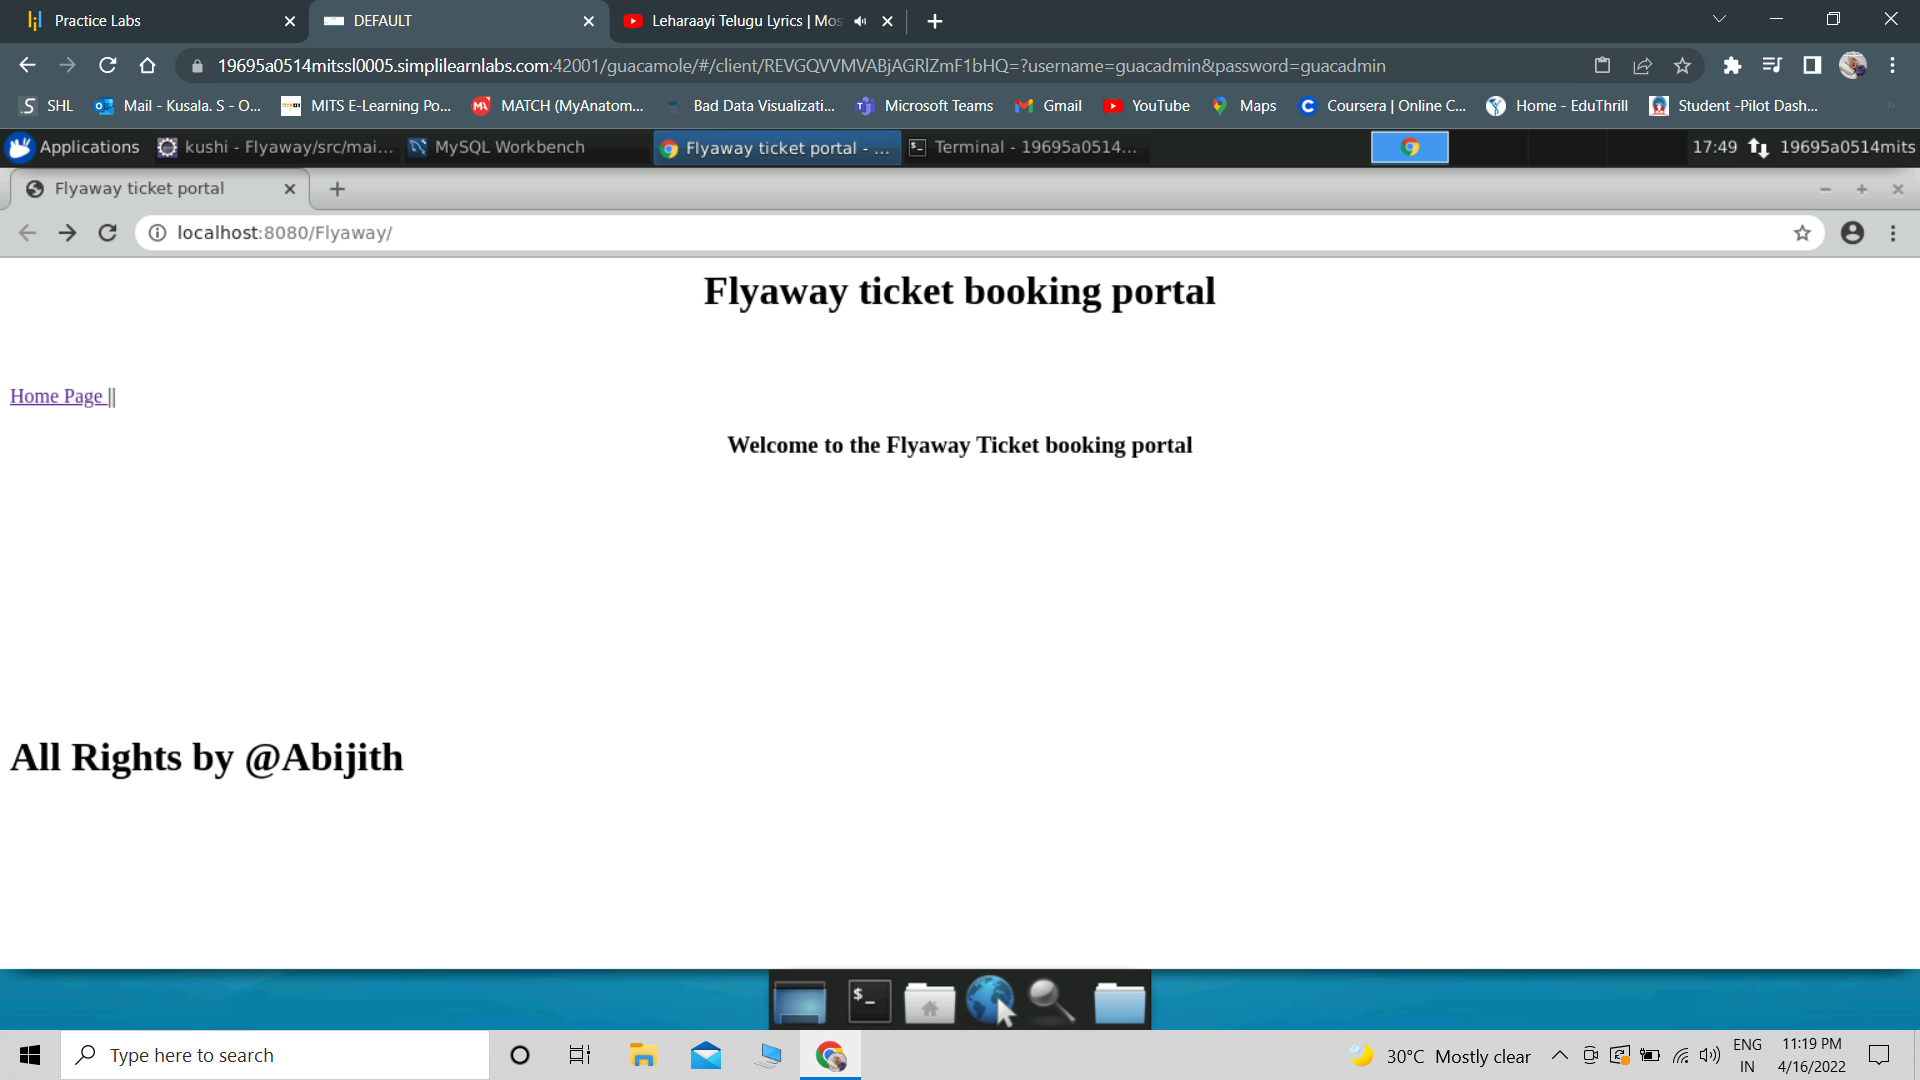 Practice Labs
DEFAULT
Leharaayi Telugu Lyrics | Mos
19695a0514mitssl0005.simplilearnlabs.com:42001/guacamole/#/client/REVGQVVMVABjAGRlZmF1bHQ=?username=guacadmin&password=guacadmin
SHL
Mail - Kusala. S - O...
MITS E-Learning Po...
MATCH (MyAnatom...
Bad Data Visualizati...
Microsoft Teams
Gmail
YouTube
Maps
Coursera | Online C...
Home - EduThrill
Student -Pilot Dash...
Applications
kushi - Flyaway/src/mai...
MySQL Workbench
Flyaway ticket portal - ...
Terminal - 19695a0514...
17:49
19695a0514mits
Flyaway ticket portal
localhost:8080/Flyaway/
Flyaway ticket booking portal
Home Page ||
Welcome to the Flyaway Ticket booking portal
All Rights by @Abijith
Type here to search
30°C Mostly clear
ENG
IN
11:19 PM
4/16/2022